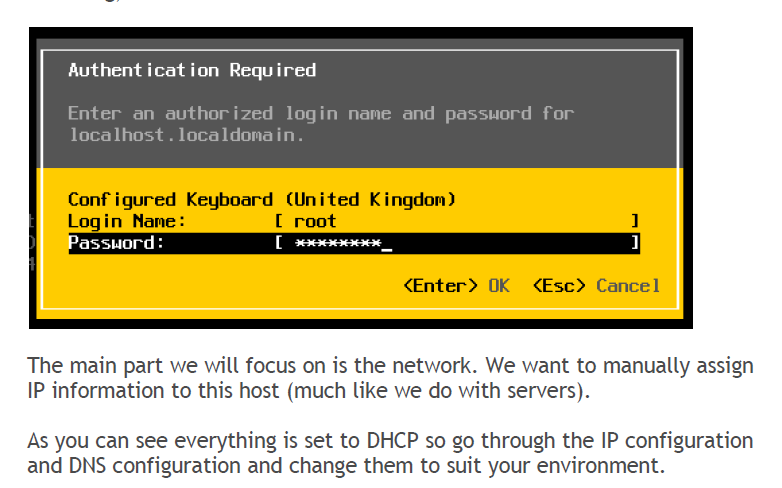 Authentication Required
Enter an authorized login name and password for
localhost.localdomain.
Configured Keyboard (United Kingdom)
Login Name: [ root ]
Password: [ ********_ ]
<Enter> OK <Esc> Cancel
The main part we will focus on is the network. We want to manually assign
IP information to this host (much like we do with servers).
As you can see everything is set to DHCP so go through the IP configuration
and DNS configuration and change them to suit your environment.